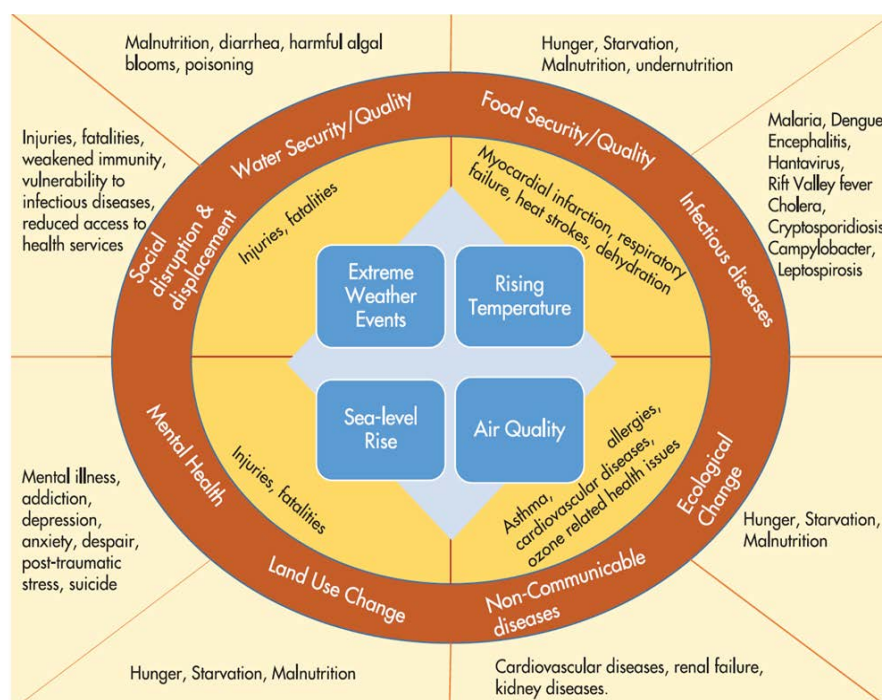 Malnutrition, diarrhea, harmful algal
blooms, poisoning
Hunger, Starvation,
Malnutrition, undernutrition
Injuries, fatalities,
weakened immunity,
vulnerability to
infectious diseases,
reduced access to
health services
Water Security/Quality
Food Security/Quality
Malaria, Dengue
Encephalitis,
Hantavirus,
Rift Valley fever
Cholera,
Cryptosporidiosis
Campylobacter,
Leptospirosis
Social
disruption &
displacement
Injuries, fatalities
Myocardial infarction, respiratory
failure, heat strokes, dehydration
Infectious diseases
Extreme
Weather
Events
Rising
Temperature
Sea-level
Rise
Air Quality
Mental Health
Injuries, fatalities
Asthma, allergies,
cardiovascular diseases,
ozone related health issues
Ecological
Change
Mental illness,
addiction,
depression,
anxiety, despair,
post-traumatic
stress, suicide
Hunger, Starvation,
Malnutrition
Land Use Change
Non-Communicable
diseases
Hunger, Starvation, Malnutrition
Cardiovascular diseases, renal failure,
kidney diseases.